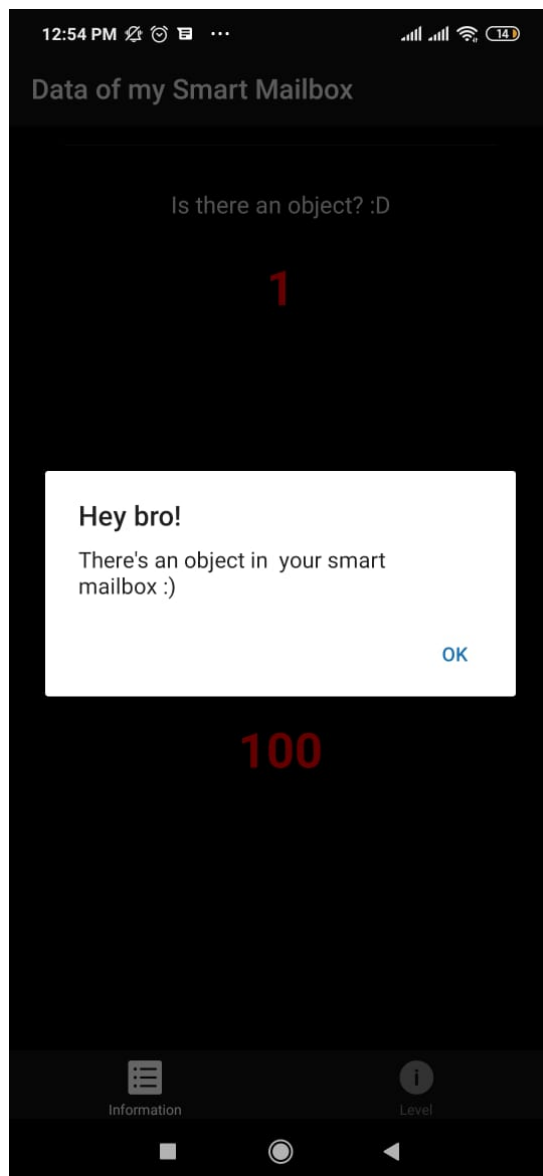 12:54 PM ... 14
Data of my Smart Mailbox
Is there an object? :D
1
Hey bro!
There's an object in  your smart
mailbox :)
OK
100
Information
Level